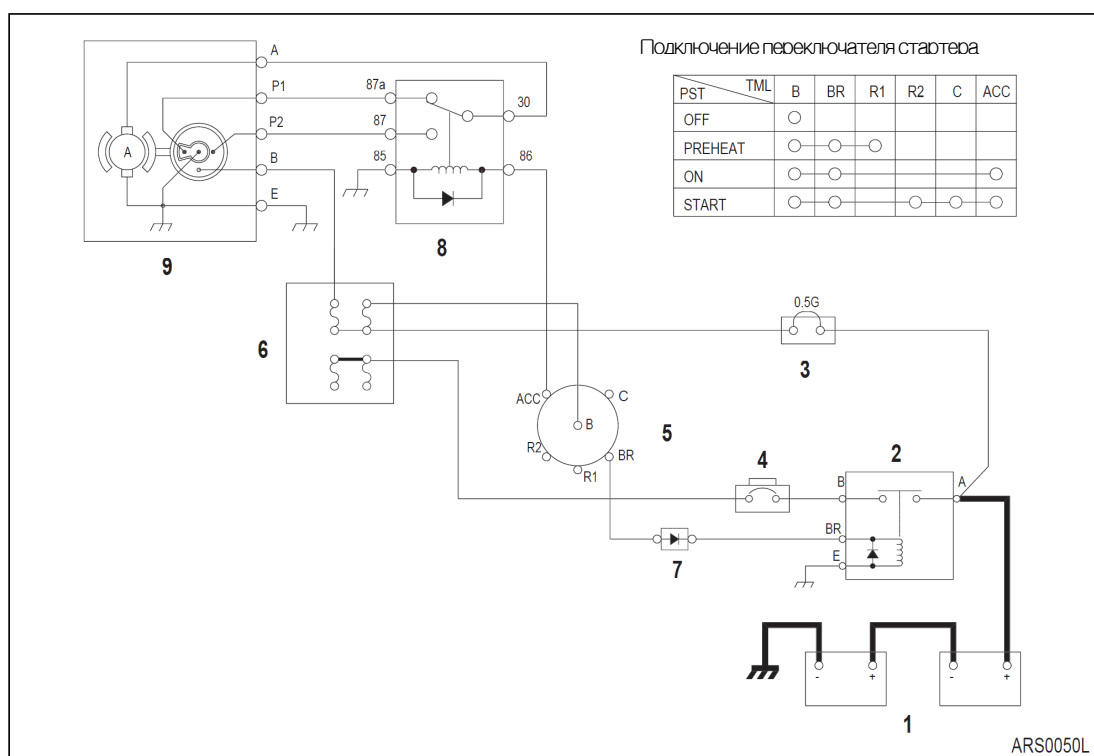 Подключение переключателя стартера
PST TML B BR R1 R2 C ACC
OFF
PREHEAT
ON
START
A
P1
P2
B
E
A
9
87a
87
85
30
86
8
6
0.5G
3
ACC
C
B
R2
R1
BR
5
4
2
B
A
BR
E
7
- + - +
1
ARS0050L